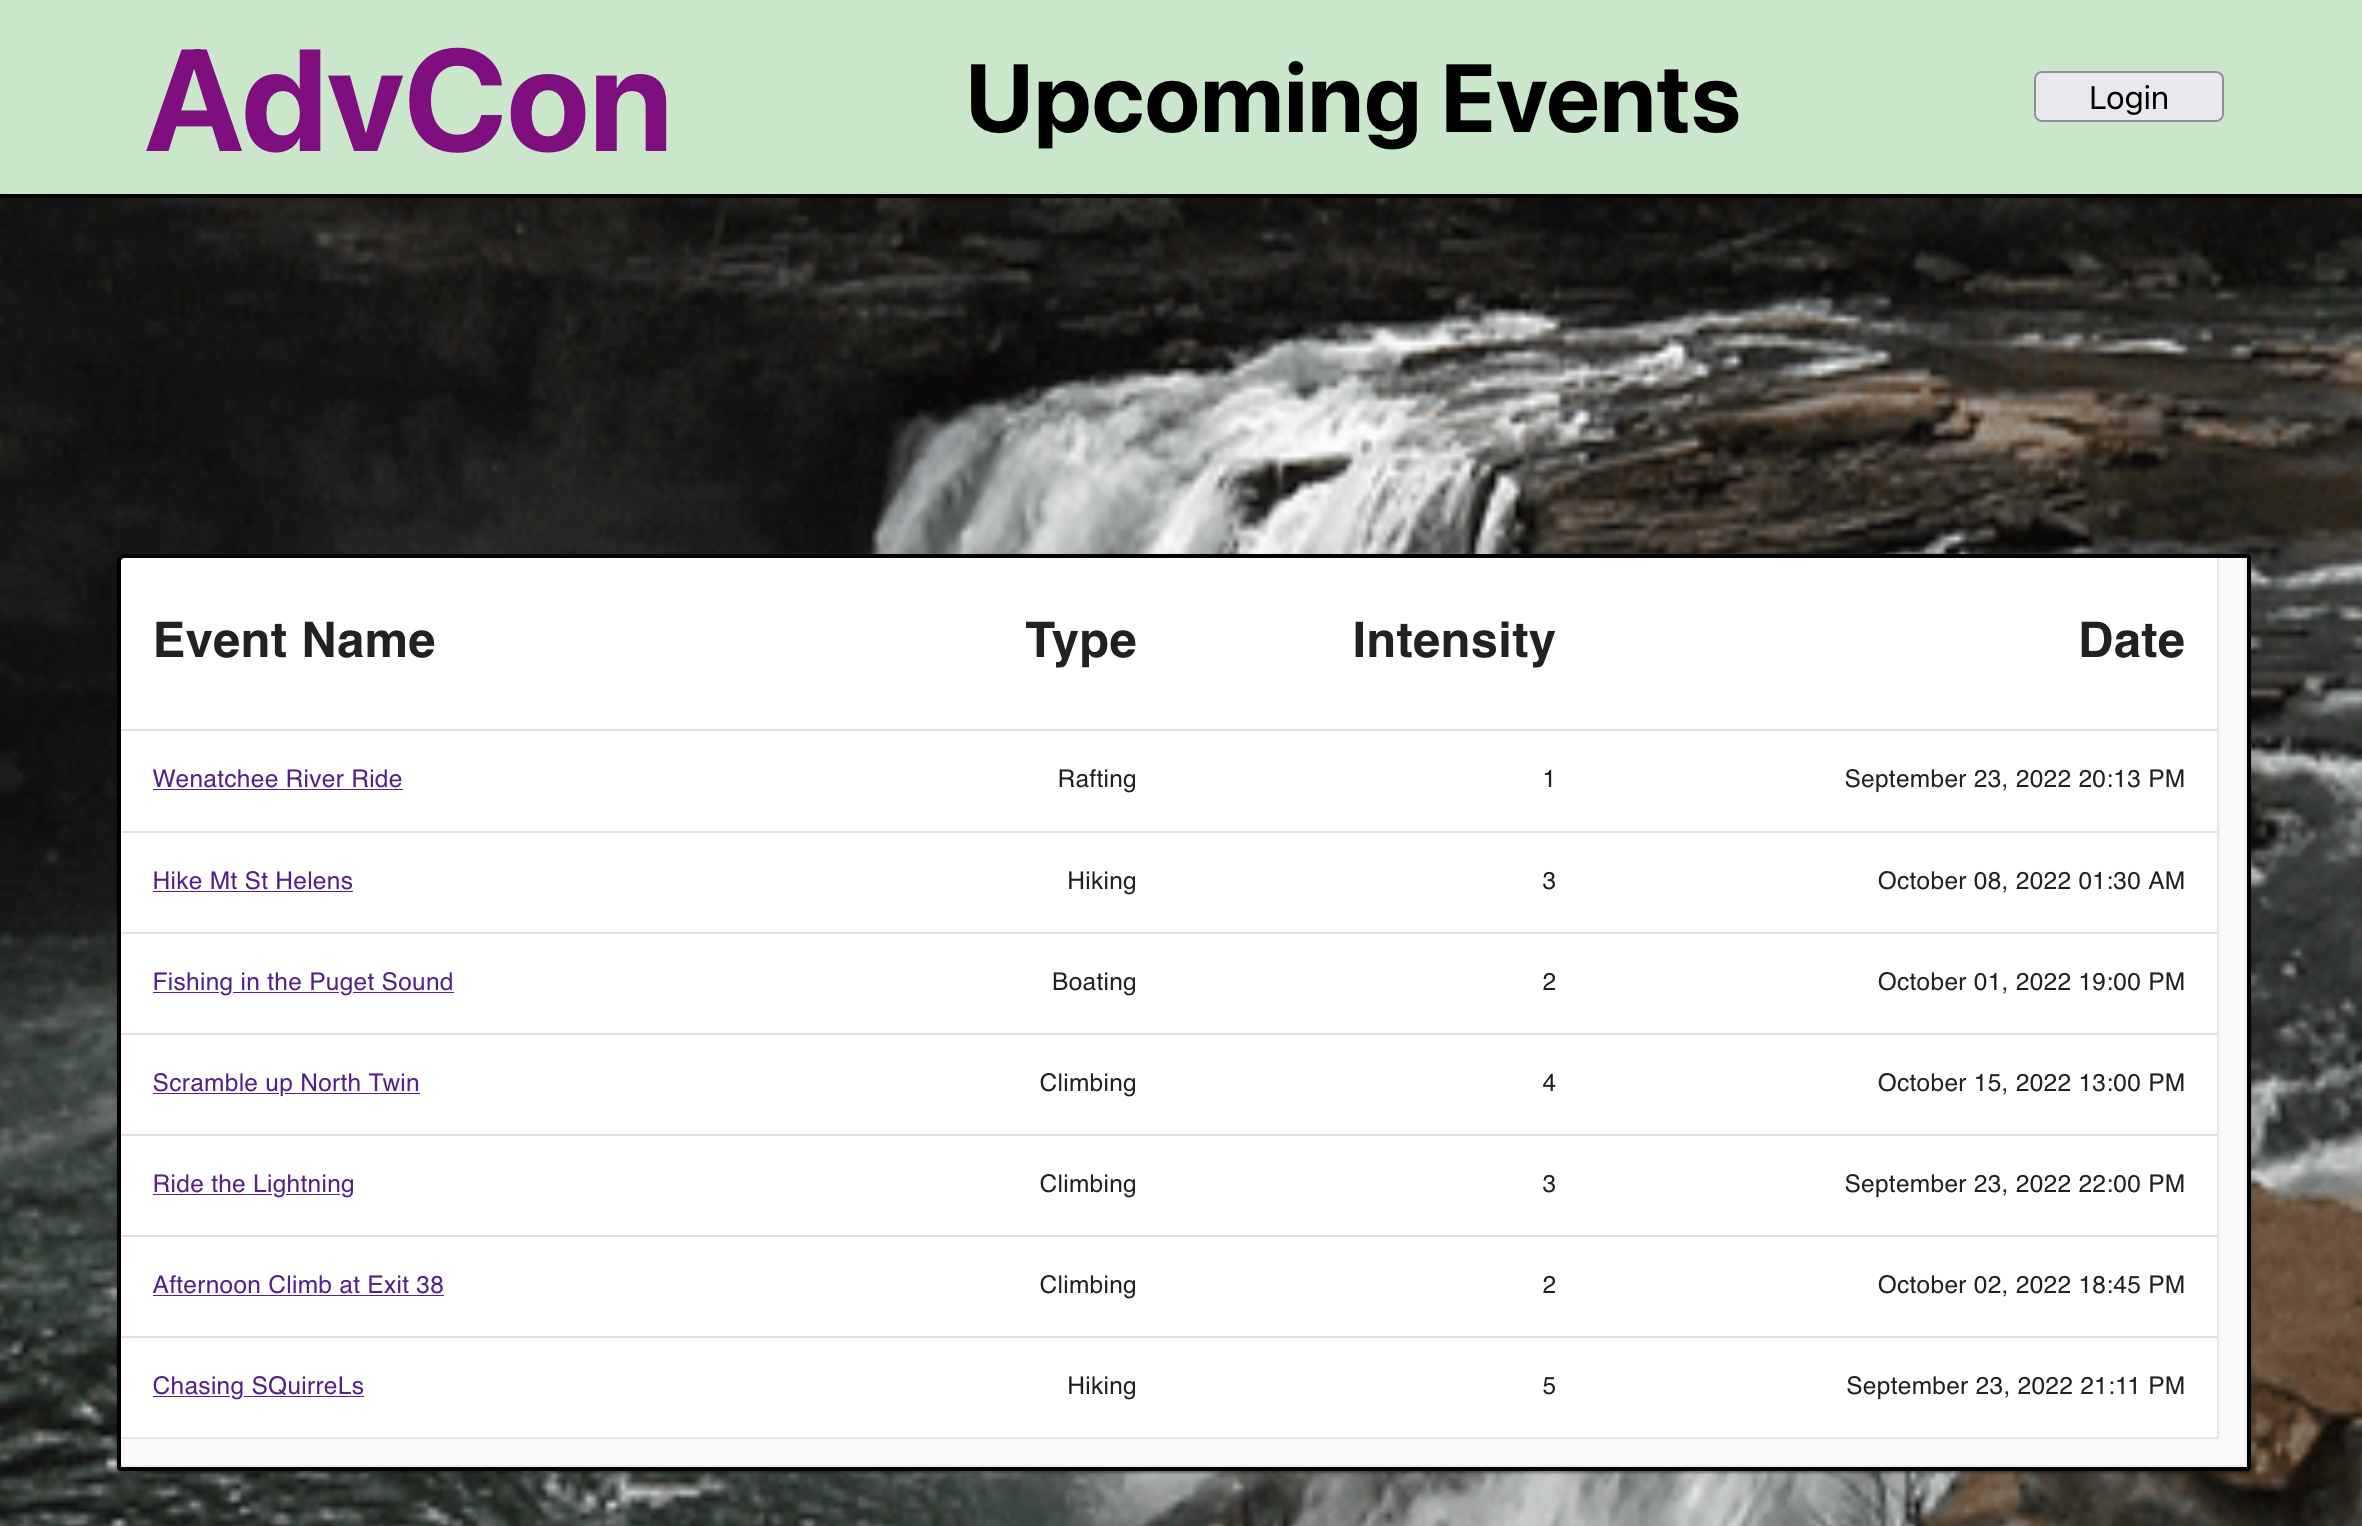 AdvCon
Upcoming Events
Login
Event Name Type Intensity Date
Wenatchee River Ride Rafting 1 September 23, 2022 20:13 PM
Hike Mt St Helens Hiking 3 October 08, 2022 01:30 AM
Fishing in the Puget Sound Boating 2 October 01, 2022 19:00 PM
Scramble up North Twin Climbing 4 October 15, 2022 13:00 PM
Ride the Lightning Climbing 3 September 23, 2022 22:00 PM
Afternoon Climb at Exit 38 Climbing 2 October 02, 2022 18:45 PM
Chasing SQuirreLs Hiking 5 September 23, 2022 21:11 PM